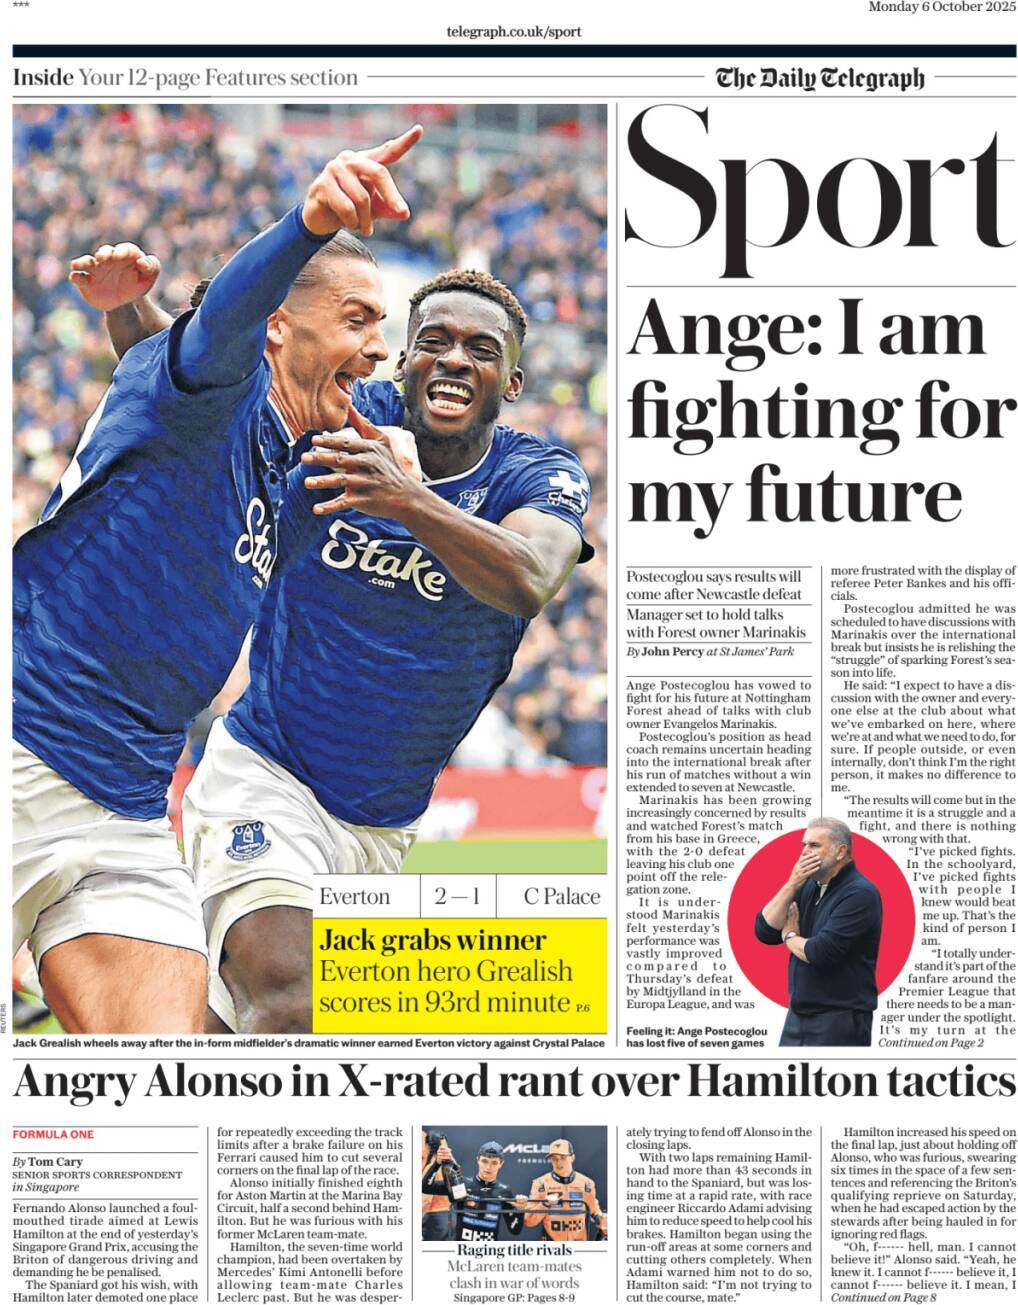 ***
Monday 6 October 2025
telegraph.co.uk/sport
Inside Your 12-page Features section
The Daily Telegraph
Sport
Stake
.com
Stake
.com
Christopher Ward
Everton
Everton
2 — 1
C Palace
Jack grabs winner
Everton hero Grealish
scores in 93rd minute P.6
REUTERS
Jack Grealish wheels away after the in-form midfielder's dramatic winner earned Everton victory against Crystal Palace
Ange: I am
fighting for
my future
Postecoglou says results will
come after Newcastle defeat
Manager set to hold talks
with Forest owner Marinakis
By John Percy at St James' Park
Ange Postecoglou has vowed to
fight for his future at Nottingham
Forest ahead of talks with club
owner Evangelos Marinakis.
Postecoglou's position as head
coach remains uncertain heading
into the international break after
his run of matches without a win
extended to seven at Newcastle.
Marinakis has been growing
increasingly concerned by results
and watched Forest's match
from his base in Greece,
with the 2-0 defeat
leaving his club one
point off the rele-
gation zone.
It is under-
stood Marinakis
felt yesterday's
performance was
vastly improved
compared to
Thursday's defeat
by Midtjylland in the
Europa League, and was
more frustrated with the display of
referee Peter Bankes and his offi-
cials.
Postecoglou admitted he was
scheduled to have discussions with
Marinakis over the international
break but insists he is relishing the
“struggle” of sparking Forest's sea-
son into life.
He said: “I expect to have a dis-
cussion with the owner and every-
one else at the club about what
we've embarked on here, where
we're at and what we need to do, for
sure. If people outside, or even
internally, don't think I'm the right
person, it makes no difference to
me.
“The results will come but in the
meantime it is a struggle and a
fight, and there is nothing
wrong with that.
“I've picked fights.
In the schoolyard,
I've picked fights
with people I
knew would beat
me up. That's the
kind of person I
am.
“I totally under-
stand it's part of the
fanfare around the
Premier League that
there needs to be a man-
ager under the spotlight.
It's my turn at the
Continued on Page 2
Feeling it: Ange Postecoglou
has lost five of seven games
Angry Alonso in X-rated rant over Hamilton tactics
FORMULA ONE
By Tom Cary
SENIOR SPORTS CORRESPONDENT
in Singapore
Fernando Alonso launched a foul-
mouthed tirade aimed at Lewis
Hamilton at the end of yesterday's
Singapore Grand Prix, accusing the
Briton of dangerous driving and
demanding he be penalised.
The Spaniard got his wish, with
Hamilton later demoted one place
for repeatedly exceeding the track
limits after a brake failure on his
Ferrari caused him to cut several
corners on the final lap of the race.
Alonso initially finished eighth
for Aston Martin at the Marina Bay
Circuit, half a second behind Ham-
ilton. But he was furious with his
former McLaren team-mate.
Hamilton, the seven-time world
champion, had been overtaken by
Mercedes' Kimi Antonelli before
allowing team-mate Charles
Leclerc past. But he was desper-
McLa
FORMUL
OKX
OKX
Raging title rivals
McLaren team-mates
clash in war of words
Singapore GP: Pages 8-9
ately trying to fend off Alonso in the
closing laps.
With two laps remaining Hamil-
ton had more than 43 seconds in
hand to the Spaniard, but was los-
ing time at a rapid rate, with race
engineer Riccardo Adami advising
him to reduce speed to help cool his
brakes. Hamilton began using the
run-off areas at some corners and
cutting others completely. When
Adami warned him not to do so,
Hamilton said: “I'm not trying to
cut the course, mate.”
Hamilton increased his speed on
the final lap, just about holding off
Alonso, who was furious, swearing
six times in the space of a few sen-
tences and referencing the Briton's
qualifying reprieve on Saturday,
when he had escaped action by the
stewards after being hauled in for
ignoring red flags.
“Oh, f------ hell, man. I cannot
believe it!” Alonso said. “Yeah, he
knew it. I cannot f------ believe it, I
cannot f------ believe it. I mean, I
Continued on Page 8